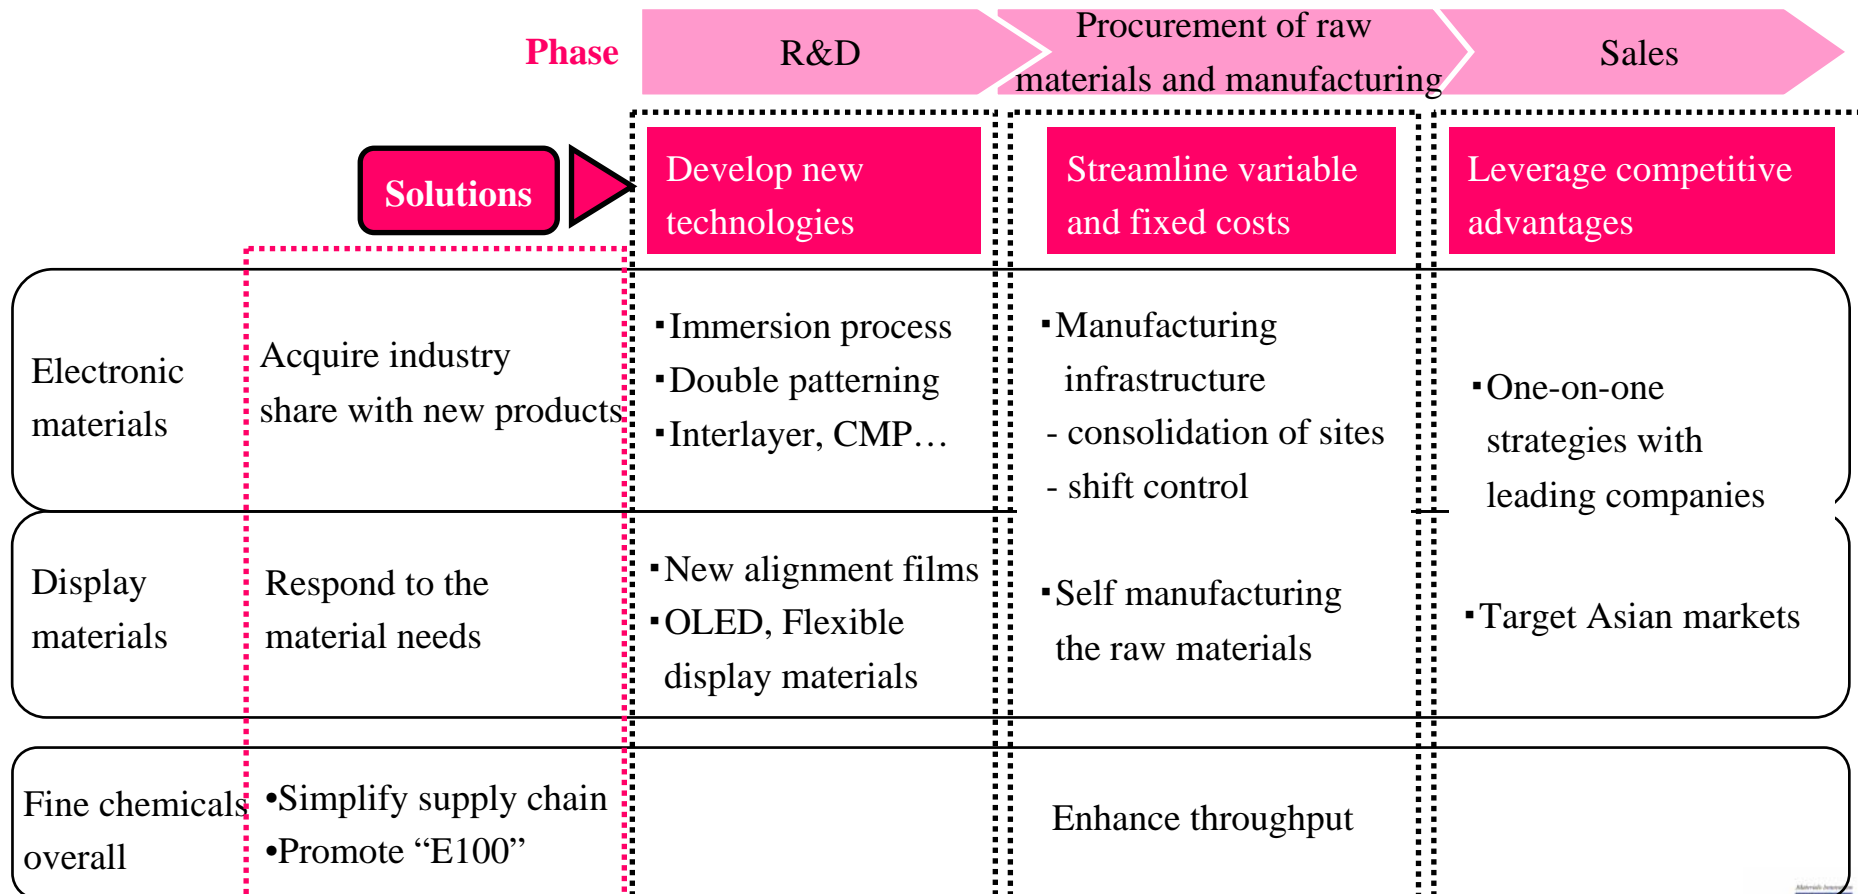 Phase
R&D
Procurement of raw
materials and manufacturing
Sales
Solutions
Develop new
technologies
Streamline variable
and fixed costs
Leverage competitive
advantages
Electronic
materials
Acquire industry
share with new products
▪Immersion process
▪Double patterning
▪Interlayer, CMP…
▪Manufacturing
infrastructure
- consolidation of sites
- shift control
▪One-on-one
strategies with
leading companies
Display
materials
Respond to the
material needs
▪New alignment films
▪OLED, Flexible
display materials
▪Self manufacturing
the raw materials
▪Target Asian markets
Fine chemicals
overall
•Simplify supply chain
•Promote “E100”
Enhance throughput
Materials Innovation